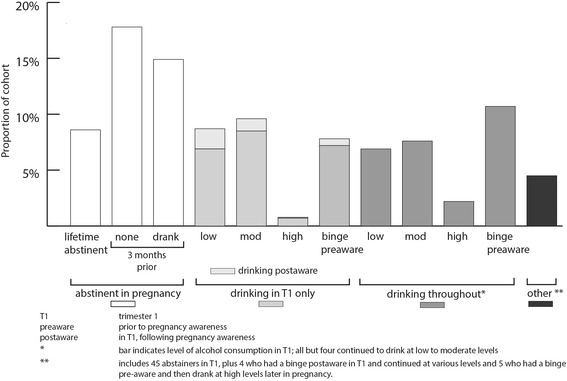 20%
15%
10%
5%
Proportion of cohort
lifetime abstinent
none
drank
3 months prior
low
mod
high
binge preaware
low
mod
high
binge preaware
drinking postaware
abstinent in pregnancy
drinking in T1 only
drinking throughout*
other **
T1 trimester 1
preaware prior to pregnancy awareness
postaware in T1, following pregnancy awareness
* bar indicates level of alcohol consumption in T1; all but four continued to drink at low to moderate levels
** includes 45 abstainers in T1, plus 4 who had a binge postaware in T1 and continued at various levels and 5 who had a binge
pre-aware and then drank at high levels later in pregnancy.